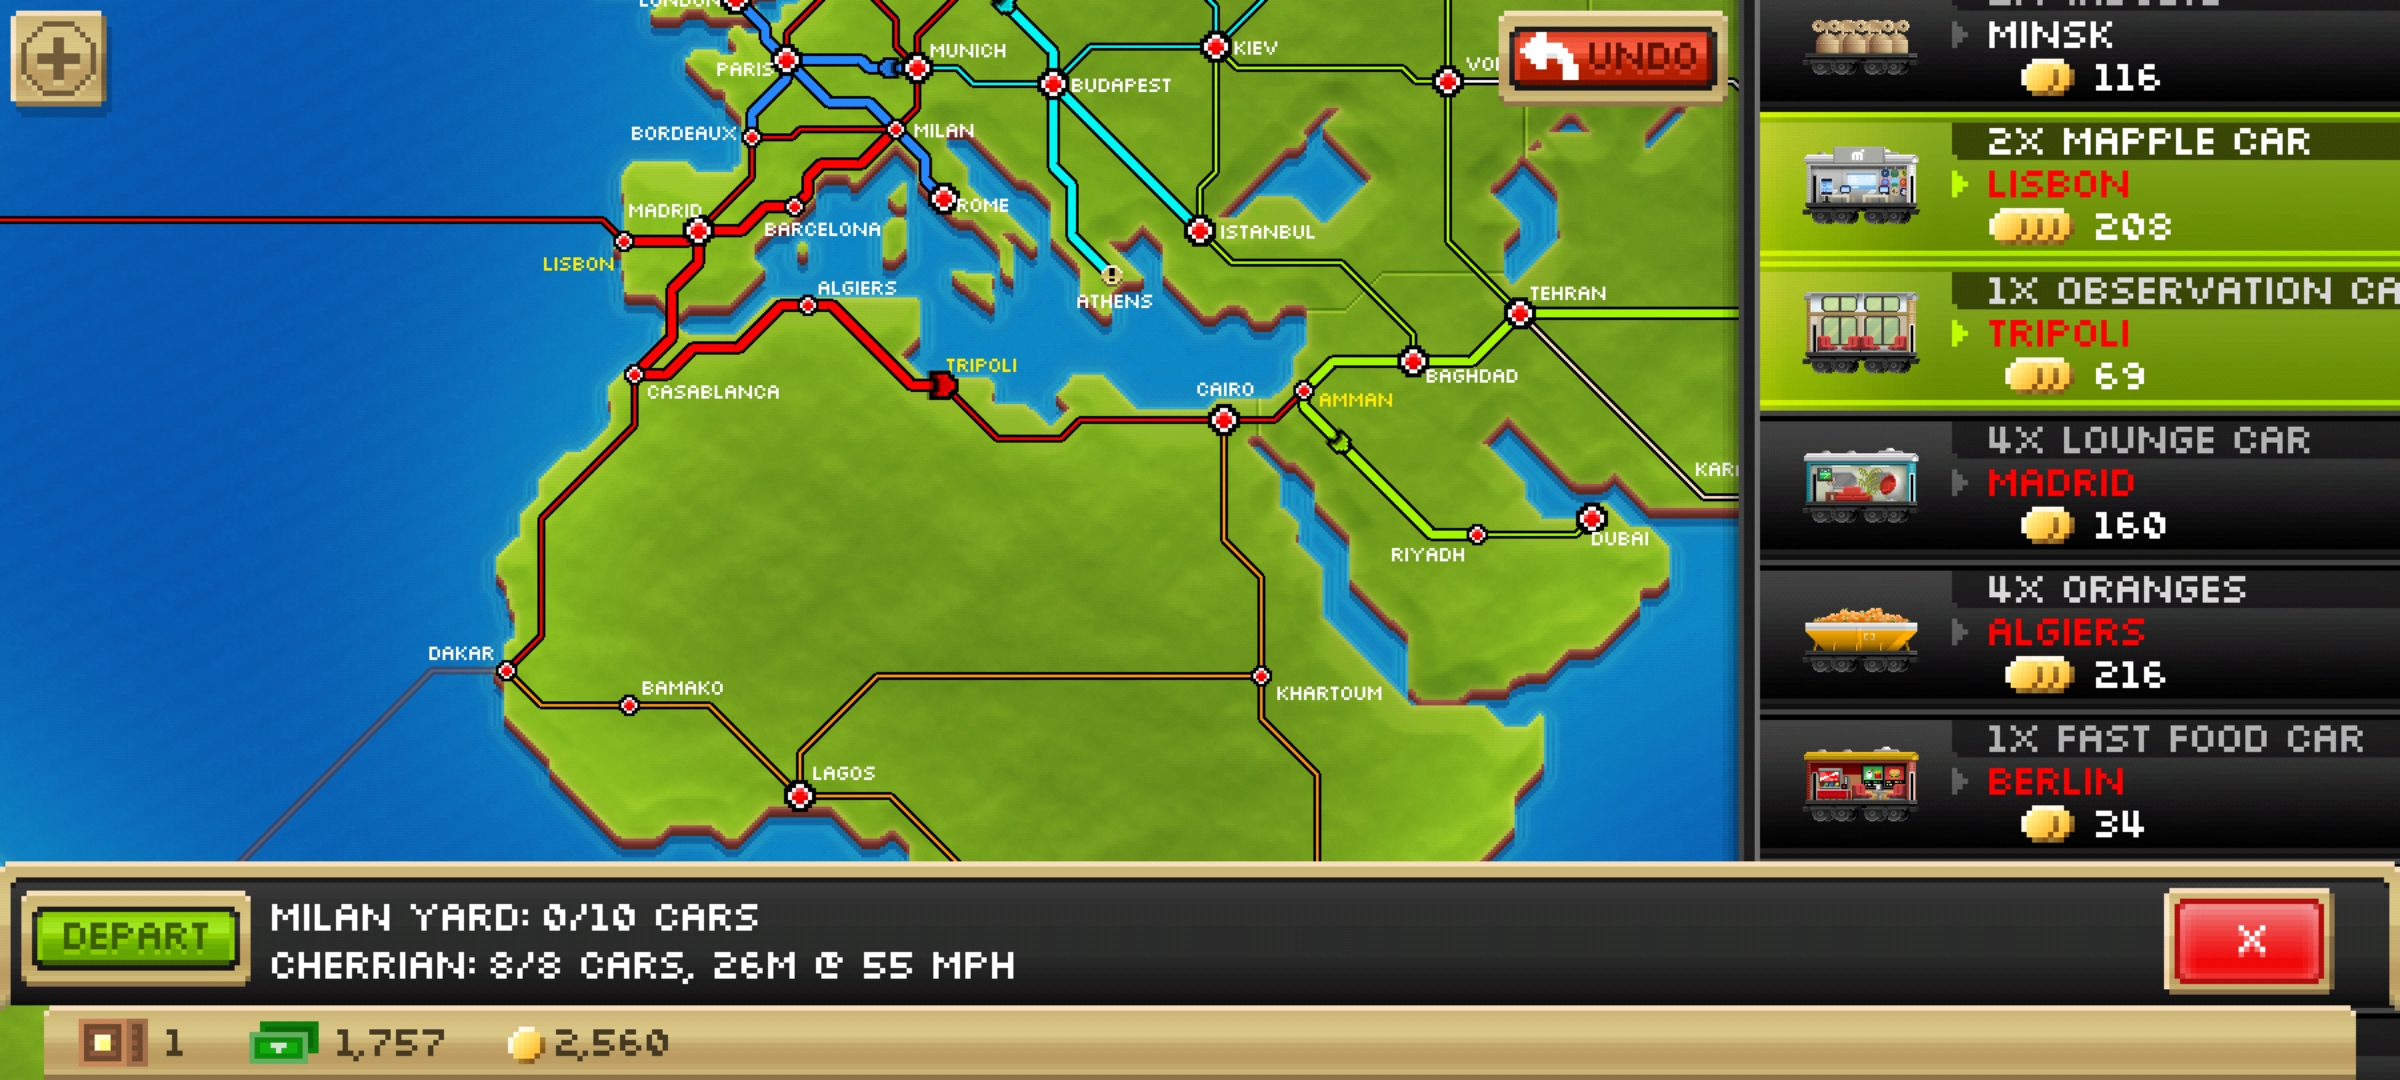 LONDON
PARIS
MUNICH
KIEV
BUDAPEST
UNDO
BORDEAUX
MILAN
MADRID
BARCELONA
ROME
ISTANBUL
LISBON
ALGIERS
ATHENS
TEHRAN
TRIPOLI
CASABLANCA
CAIRO
BAGHDAD
AMMAN
RIYADH
DUBAI
DAKAR
BAMAKO
KHARTOUM
LAGOS
MINSK
116
2X MAPPLE CAR
LISBON
208
1X OBSERVATION CA
TRIPOLI
69
4X LOUNGE CAR
MADRID
160
4X ORANGES
ALGIERS
216
1X FAST FOOD CAR
BERLIN
34
DEPART
MILAN YARD: 0/10 CARS
CHERRIAN: 8/8 CARS, 26M @ 55 MPH
X
1
1,757
2,560